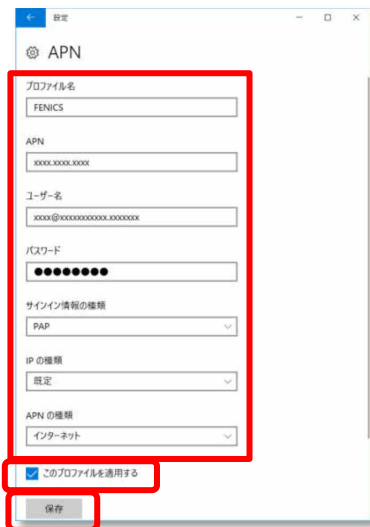 設定
APN
プロファイル名
FENICS
APN
xxxx.xxxx.xxxx
ユーザー名
xxxx@xxxxxxxxxxx.xxxxxxx
パスワード
●●●●●●●●
サインイン情報の種類
PAP
IP の種類
既定
APN の種類
インターネット
このプロファイルを適用する
保存